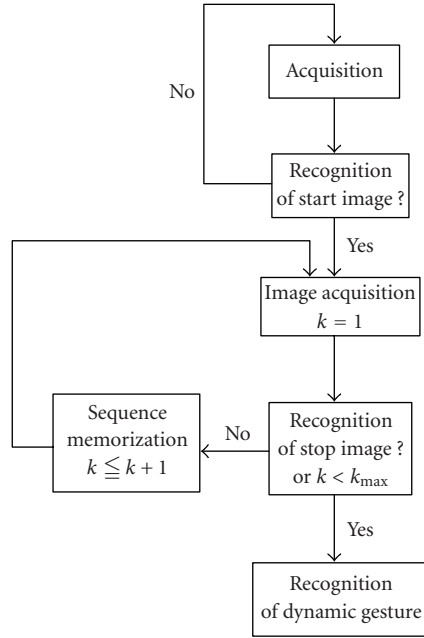 Acquisition
No
Recognition
of start image ?
Yes
Image acquisition
k = 1
Sequence
memorization
k ≦ k + 1
No
Recognition
of stop image ?
or k < kmax
Yes
Recognition
of dynamic gesture